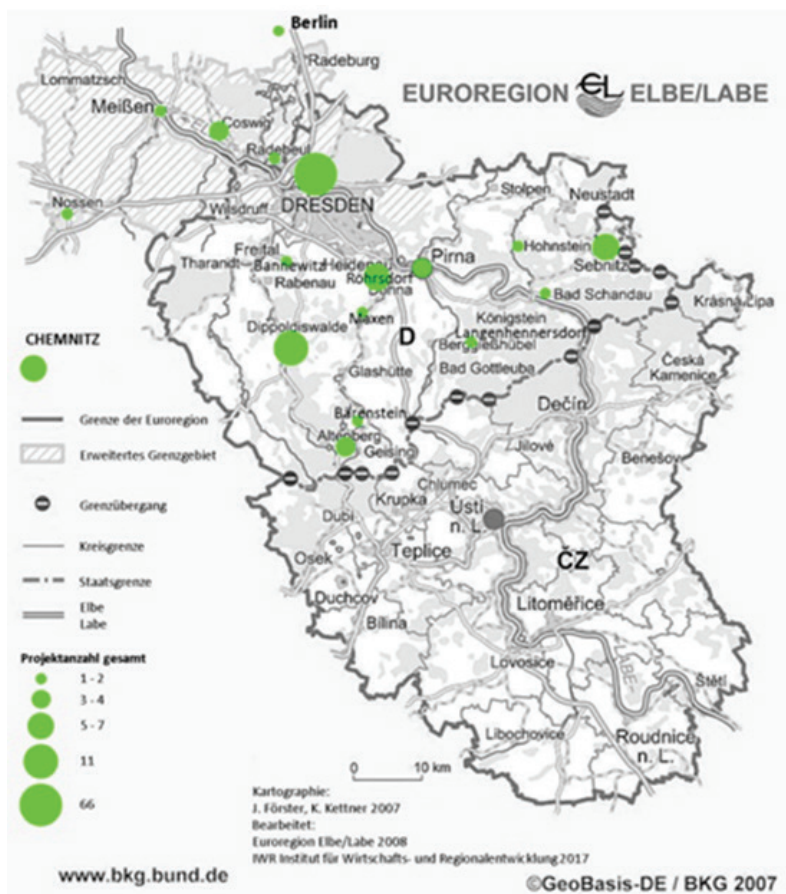 Berlin
Radeburg
Lommatzsch
Meißen
Coswig
EUROREGION EL ELBE/LABE
Radebeul
Nossen
Wilsdruff
DRESDEN
Stolpen
Neustadt
Hohnstein
Sebnitz
Freital
Tharandt
Bannewitz
Heidenau
Pirna
Rabenau
Röhrsdorf
Bad Schandau
Krásná Lípa
Maxen
Dippoldiswalde
Königstein
Langenhennersdorf
D
Berggießhübel
CHEMNITZ
Glashütte
Bad Gottleuba
Česká
Kamenice
Děčín
Bärenstein
Altenberg
Geising
Jílové
Benešov
Chlumec
Krupka
Ústí
n. L.
Dubí
Osek
Teplice
ČZ
Duchcov
Bílina
Litoměřice
Lovosice
LABE
Štětí
Libochovice
Roudnice
n. L.
Grenze der Euroregion
Erweitertes Grenzgebiet
Grenzübergang
Kreisgrenze
Staatsgrenze
Elbe
Labe
Projektanzahl gesamt
1 - 2
3 - 4
5 - 7
11
66
0 10 km
Kartographie:
J. Förster, K. Kettner 2007
Bearbeitet:
Euroregion Elbe/Labe 2008
IWR Institut für Wirtschafts- und Regionalentwicklung 2017
www.bkg.bund.de
©GeoBasis-DE / BKG 2007